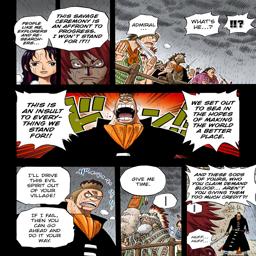 PEOPLE
LIKE ME,
EXPLORERS
AND RE-
SEARCH-
ERS...
THIS SAVAGE
CEREMONY IS
AN AFFRONT TO
PROGRESS.
I WON'T STAND
FOR IT!!
ADMIRAL
...
WHAT'S
HE...?
!!?
THIS IS
AN INSULT
TO EVERY-
THING WE
STAND
FOR!!
ドン!!
WE SET OUT
TO SEA IN
THE HOPES OF
MAKING THE
WORLD A
BETTER
PLACE.
I'LL DRIVE
THIS EVIL
SPIRIT OUT
OF YOUR
VILLAGE!
IF I FAIL,
THEN YOU
CAN GO
AHEAD AND
DO IT YOUR
WAY.
GIVE ME
TIME.
AND THESE GODS
OF YOURS, WHO
YOU CLAIM DEMAND
BLOOD... AREN'T
YOU GIVING THEM
TOO MUCH CREDIT?!
HUFF...
HUFF...